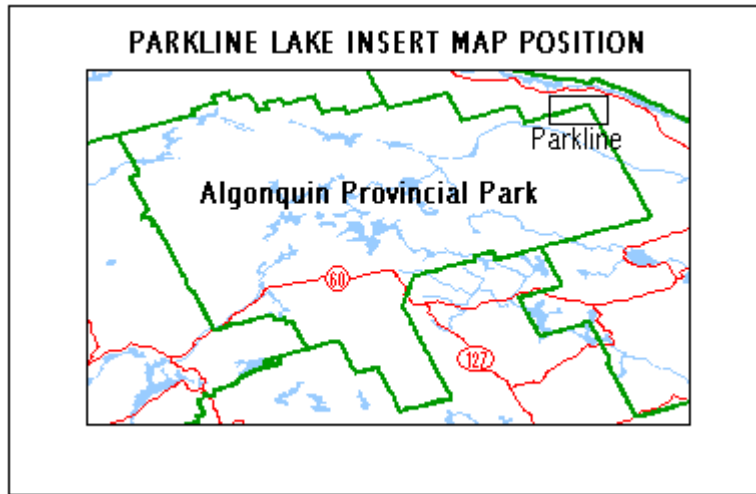 PARKLINE LAKE INSERT MAP POSITION
Parkline
Algonquin Provincial Park
60
127